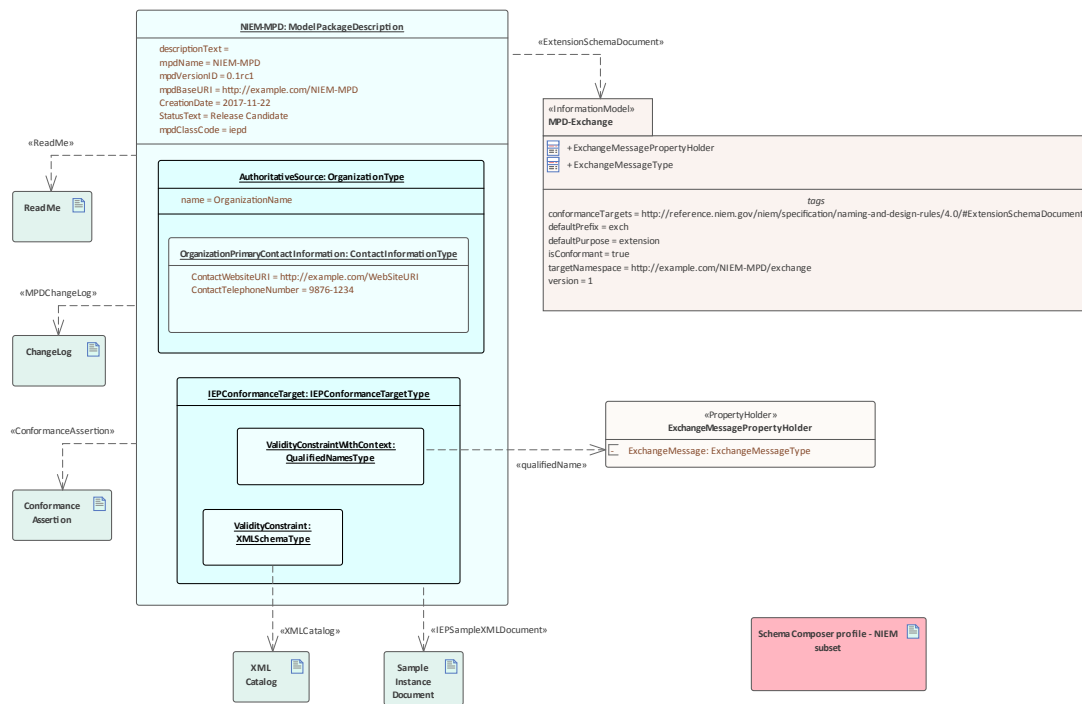 NIEM-MPD: ModelPackageDescription
descriptionText =
mpdName = NIEM-MPD
mpdVersionID = 0.1rc1
mpdBaseURI = http://example.com/NIEM-MPD
CreationDate = 2017-11-22
StatusText = Release Candidate
mpdClassCode = iepd
«ExtensionSchemaDocument»
«InformationModel»
MPD-Exchange
+ ExchangeMessagePropertyHolder
+ ExchangeMessageType
tags
conformanceTargets = http://reference.niem.gov/niem/specification/naming-and-design-rules/4.0/#ExtensionSchemaDocument
defaultPrefix = exch
defaultPurpose = extension
isConformant = true
targetNamespace = http://example.com/NIEM-MPD/exchange
version = 1
«ReadMe»
ReadMe
AuthoritativeSource: OrganizationType
name = OrganizationName
OrganizationPrimaryContactInformation: ContactInformationType
ContactWebsiteURI = http://example.com/WebSiteURI
ContactTelephoneNumber = 9876-1234
«MPDChangeLog»
ChangeLog
IEPConformanceTarget: IEPConformanceTargetType
«ConformanceAssertion»
Conformance
Assertion
ValidityConstraintWithContext:
QualifiedNamesType
«qualifiedName»
«PropertyHolder»
ExchangeMessagePropertyHolder
ExchangeMessage: ExchangeMessageType
ValidityConstraint:
XMLSchemaType
«XMLCatalog»
«IEPSampleXMLDocument»
XML
Catalog
Sample
Instance
Document
Schema Composer profile - NIEM
subset